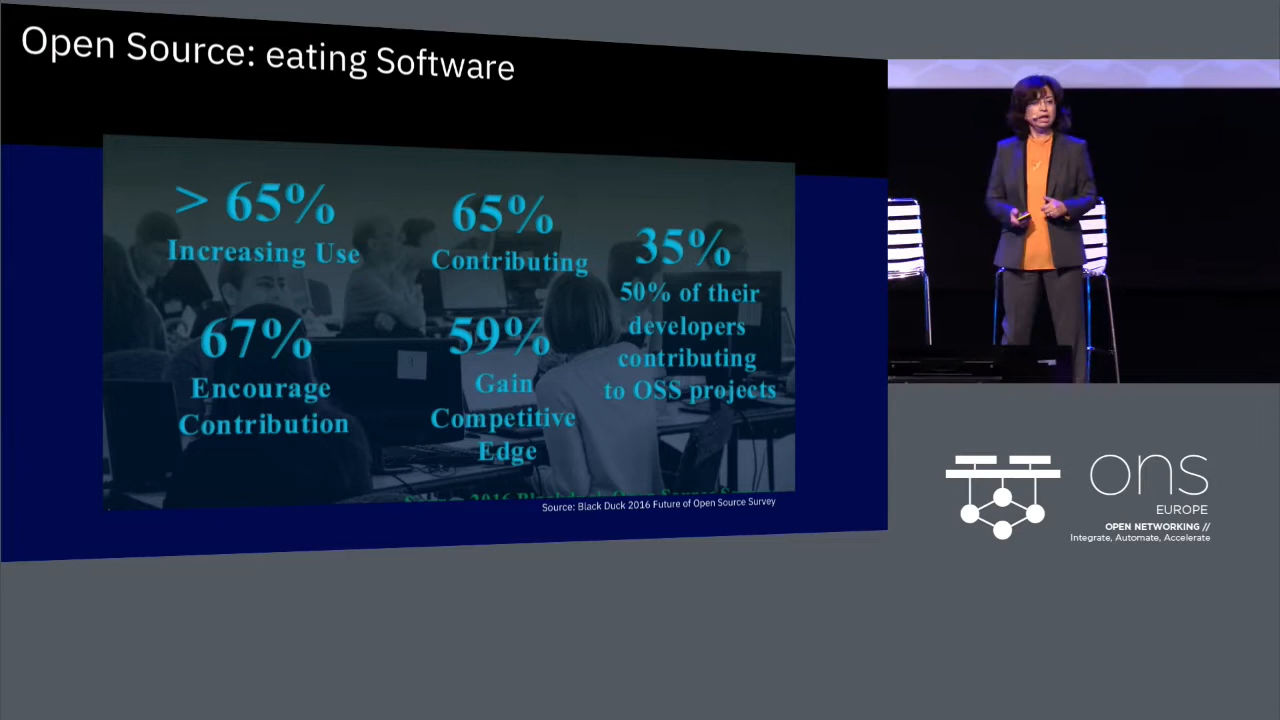 Open Source: eating Software
> 65%
Increasing Use
65%
Contributing
35%
50% of their
developers
contributing
to OSS projects
67%
Encourage
Contribution
59%
Gain
Competitive
Edge
Source: Black Duck 2016 Future of Open Source Survey
ons
EUROPE
OPEN NETWORKING //
Integrate, Automate, Accelerate